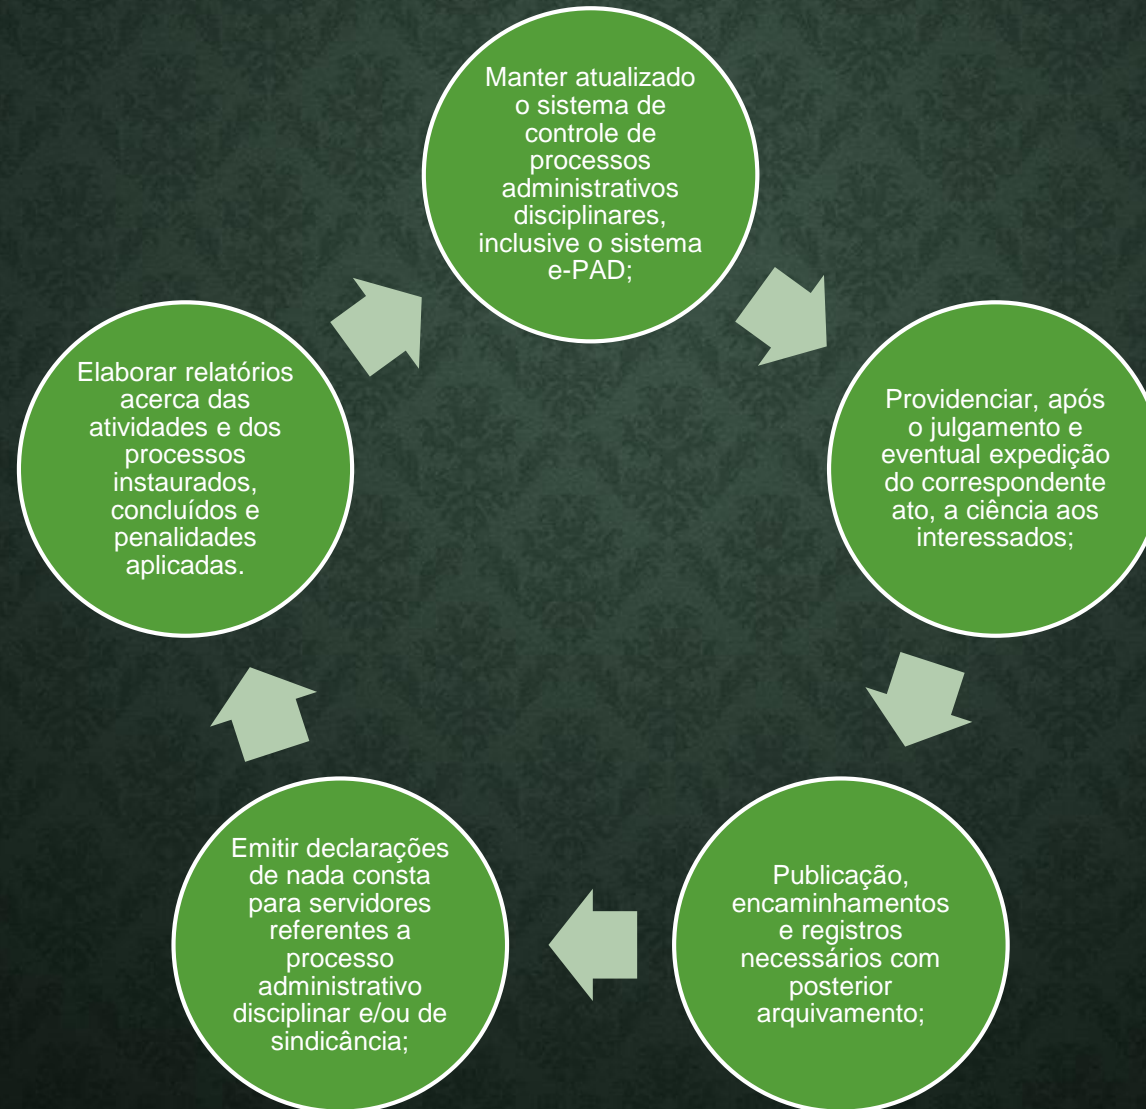 Manter atualizado
o sistema de
controle de
processos
administrativos
disciplinares,
inclusive o sistema
e-PAD;
Providenciar, após
o julgamento e
eventual expedição
do correspondente
ato, a ciência aos
interessados;
Publicação,
encaminhamentos
e registros
necessários com
posterior
arquivamento;
Emitir declarações
de nada consta
para servidores
referentes a
processo
administrativo
disciplinar e/ou de
sindicância;
Elaborar relatórios
acerca das
atividades e dos
processos
instaurados,
concluídos e
penalidades
aplicadas.